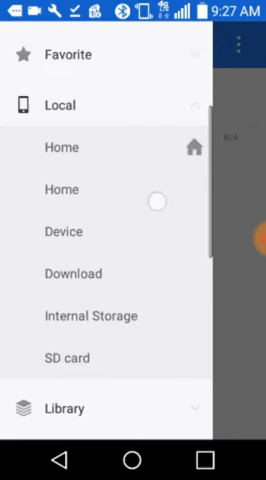 9:27 AM
Favorite
Local
N/A
Home
Home
Device
Download
Internal Storage
SD card
Library